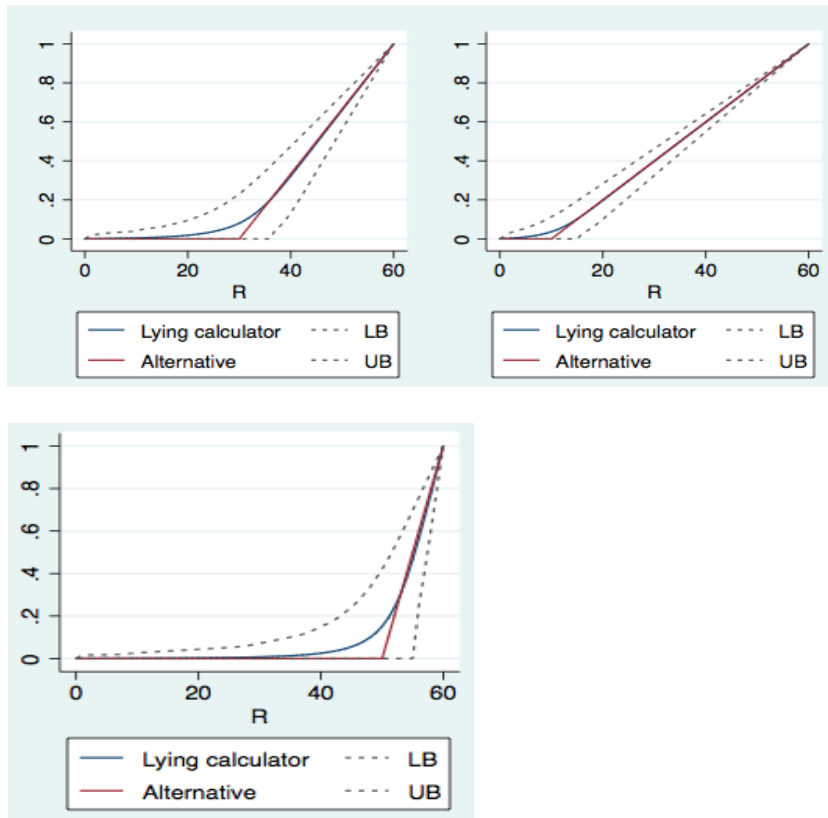 1
.8
.6
.4
.2
0
0 20 40 60
R
Lying calculator LB
Alternative UB
1
.8
.6
.4
.2
0
0 20 40 60
R
Lying calculator LB
Alternative UB
1
.8
.6
.4
.2
0
0 20 40 60
R
Lying calculator LB
Alternative UB